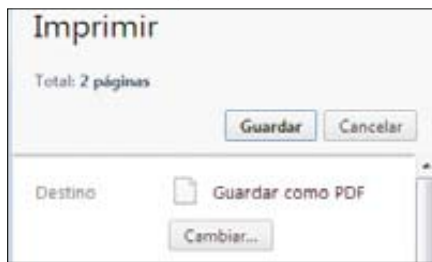 Imprimir
Total: 2 páginas
Guardar Cancelar
Destino Guardar como PDF
Cambiar...